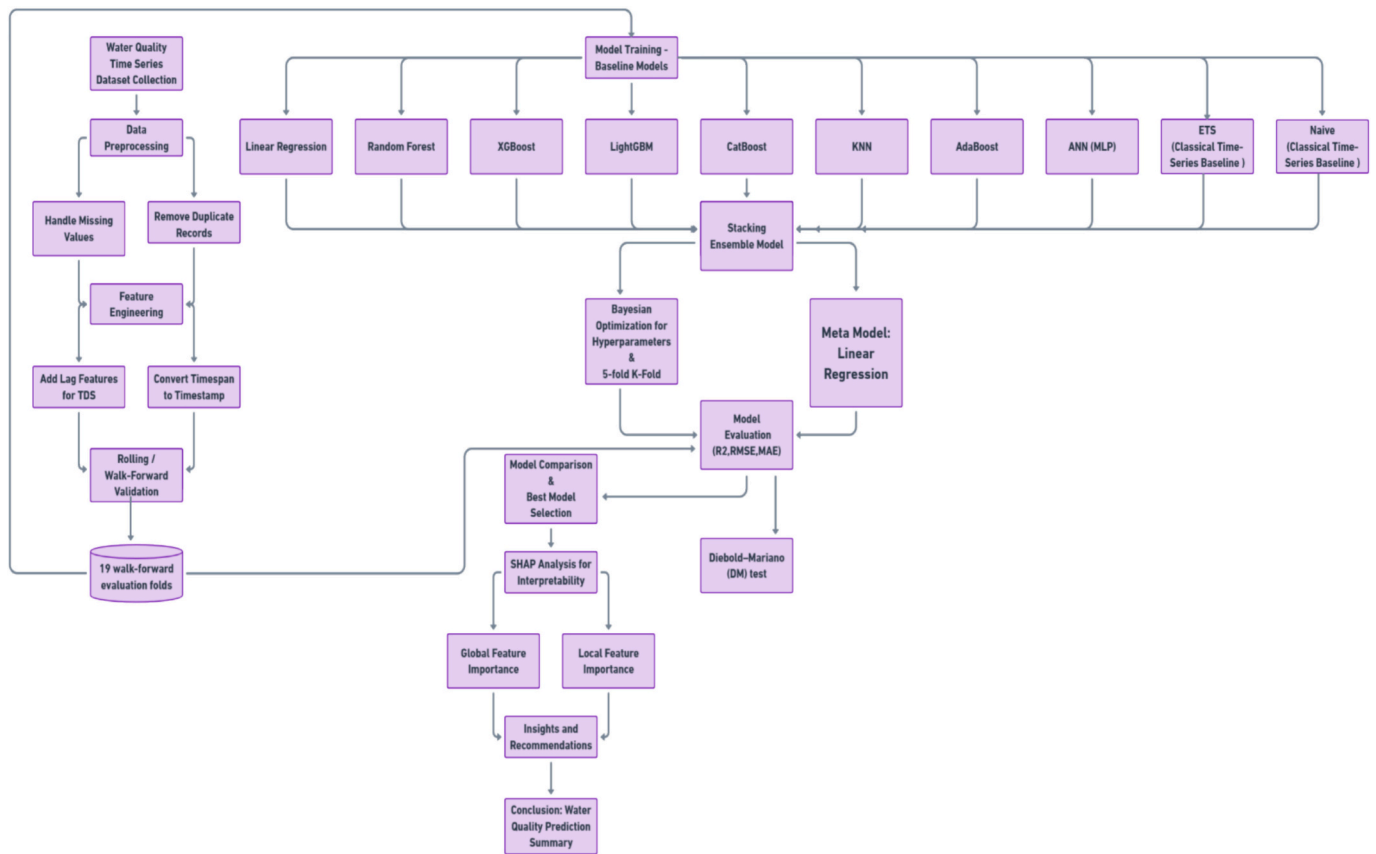 Water Quality
Time Series
Dataset Collection
Data
Preprocessing
Handle Missing
Values
Remove Duplicate
Records
Feature
Engineering
Add Lag Features
for TDS
Convert Timespan
to Timestamp
Rolling /
Walk-Forward
Validation
19 walk-forward
evaluation folds
Model Training -
Baseline Models
Linear Regression
Random Forest
XGBoost
LightGBM
CatBoost
KNN
AdaBoost
ANN (MLP)
ETS
(Classical Time-
Series Baseline )
Naive
(Classical Time-
Series Baseline )
Stacking
Ensemble Model
Bayesian
Optimization for
Hyperparameters
&
5-fold K-Fold
Meta Model:
Linear
Regression
Model
Evaluation
(R2,RMSE,MAE)
Model Comparison
&
Best Model
Selection
Diebold–Mariano
(DM) test
SHAP Analysis for
Interpretability
Global Feature
Importance
Local Feature
Importance
Insights and
Recommendations
Conclusion: Water
Quality Prediction
Summary